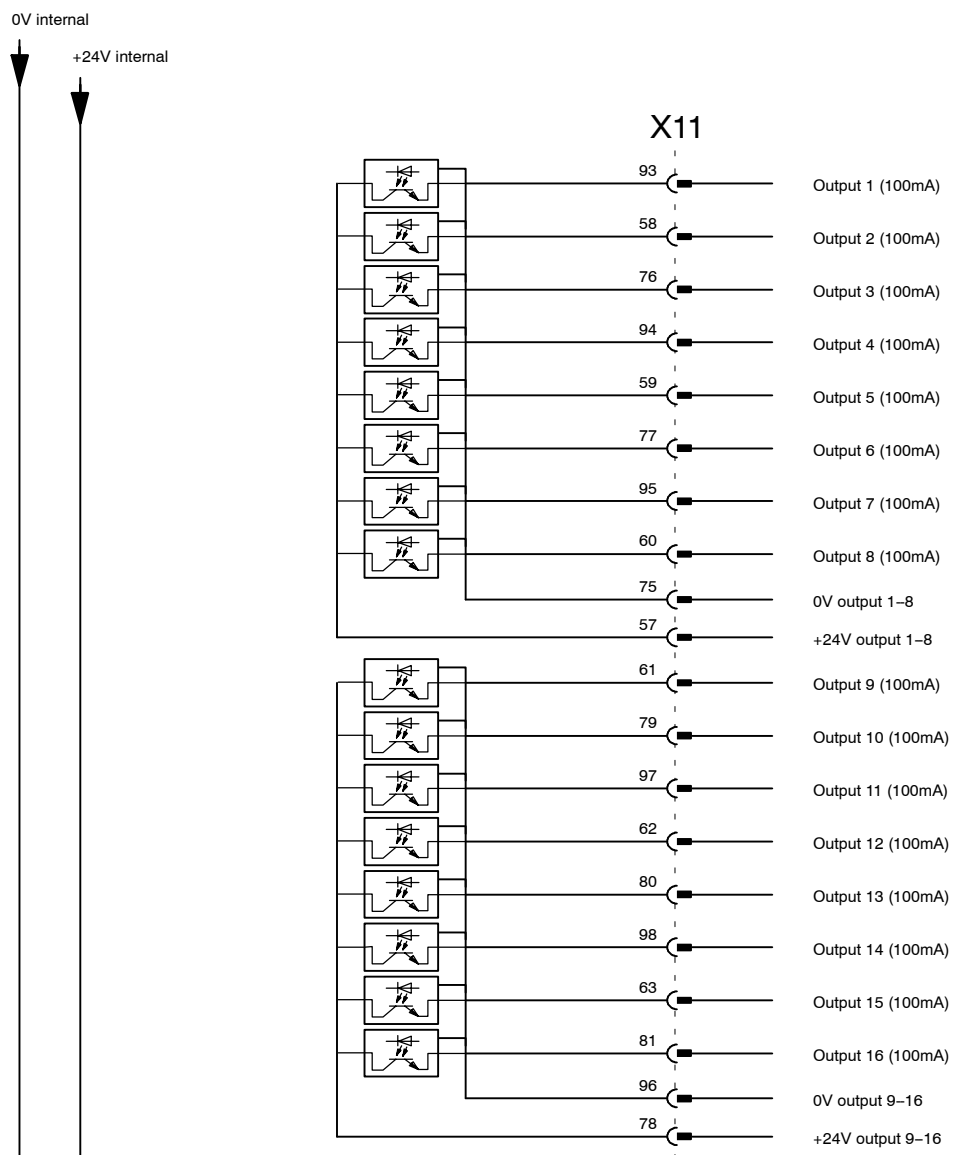 0V internal
+24V internal
X11
93 Output 1 (100mA)
58 Output 2 (100mA)
76 Output 3 (100mA)
94 Output 4 (100mA)
59 Output 5 (100mA)
77 Output 6 (100mA)
95 Output 7 (100mA)
60 Output 8 (100mA)
75 0V output 1–8
57 +24V output 1–8
61 Output 9 (100mA)
79 Output 10 (100mA)
97 Output 11 (100mA)
62 Output 12 (100mA)
80 Output 13 (100mA)
98 Output 14 (100mA)
63 Output 15 (100mA)
81 Output 16 (100mA)
96 0V output 9–16
78 +24V output 9–16